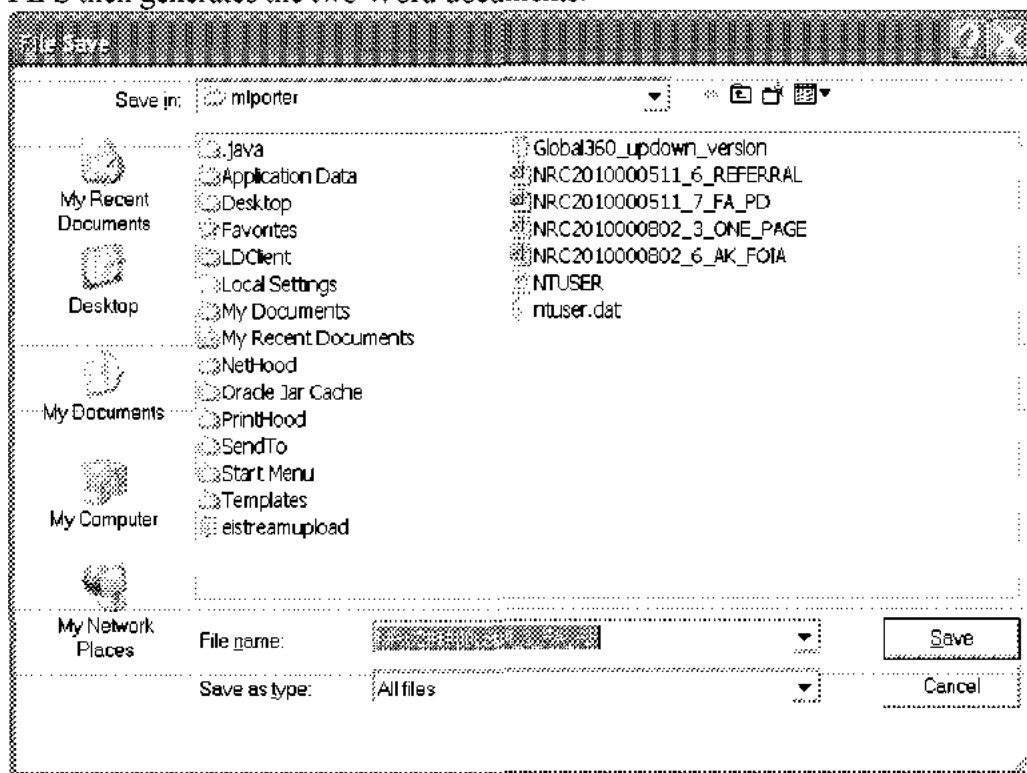 then generates the two Word documents.
File Save
Save in: mlporter
.java
Application Data
Desktop
Favorites
LDClient
Local Settings
My Documents
My Recent Documents
NetHood
Oracle Jar Cache
PrintHood
SendTo
Start Menu
Templates
eistreamupload
Global360_updown_version
NRC2010000511_6_REFERRAL
NRC2010000511_7_FA_PD
NRC2010000802_3_ONE_PAGE
NRC2010000802_6_AK_FOIA
NTUSER
ntuser.dat
My Recent
Documents
Desktop
My Documents
My Computer
My Network
Places
File name:
Save
Save as type: All files
Cancel